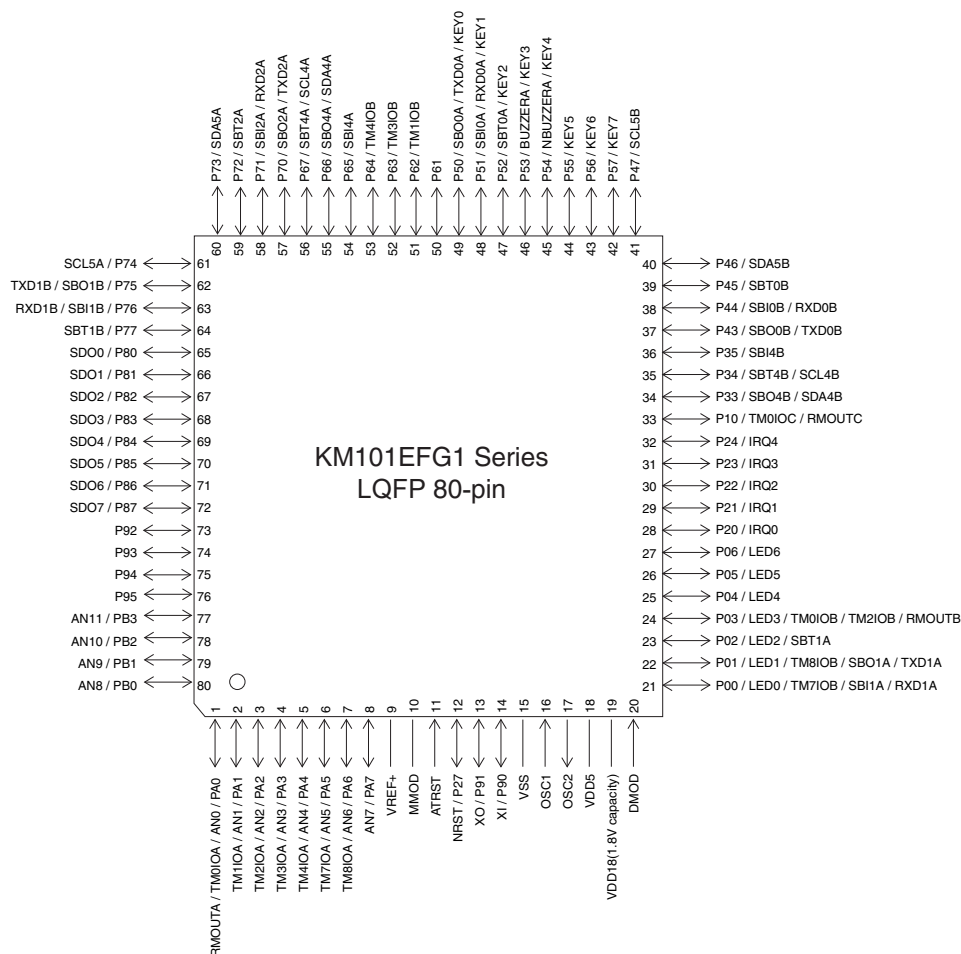 P73 / SDA5A
P72 / SBT2A
P71 / SBI2A / RXD2A
P70 / SBO2A / TXD2A
P67 / SBT4A / SCL4A
P66 / SBO4A / SDA4A
P65 / SBI4A
P64 / TM4IOB
P63 / TM3IOB
P62 / TM1IOB
P61
P50 / SBO0A / TXD0A / KEY0
P51 / SBI0A / RXD0A / KEY1
P52 / SBT0A / KEY2
P53 / BUZZERA / KEY3
P54 / NBUZZERA / KEY4
P55 / KEY5
P56 / KEY6
P57 / KEY7
P47 / SCL5B
60
59
58
57
56
55
54
53
52
51
50
49
48
47
46
45
44
43
42
41
SCL5A / P74 61
TXD1B / SBO1B / P75 62
RXD1B / SBI1B / P76 63
SBT1B / P77 64
SDO0 / P80 65
SDO1 / P81 66
SDO2 / P82 67
SDO3 / P83 68
SDO4 / P84 69
SDO5 / P85 70
SDO6 / P86 71
SDO7 / P87 72
P92 73
P93 74
P94 75
P95 76
AN11 / PB3 77
AN10 / PB2 78
AN9 / PB1 79
AN8 / PB0 80
KM101EFG1 Series
LQFP 80-pin
40 P46 / SDA5B
39 P45 / SBT0B
38 P44 / SBI0B / RXD0B
37 P43 / SBO0B / TXD0B
36 P35 / SBI4B
35 P34 / SBT4B / SCL4B
34 P33 / SBO4B / SDA4B
33 P10 / TM0IOC / RMOUTC
32 P24 / IRQ4
31 P23 / IRQ3
30 P22 / IRQ2
29 P21 / IRQ1
28 P20 / IRQ0
27 P06 / LED6
26 P05 / LED5
25 P04 / LED4
24 P03 / LED3 / TM0IOB / TM2IOB / RMOUTB
23 P02 / LED2 / SBT1A
22 P01 / LED1 / TM8IOB / SBO1A / TXD1A
21 P00 / LED0 / TM7IOB / SBI1A / RXD1A
1
2
3
4
5
6
7
8
9
10
11
12
13
14
15
16
17
18
19
20
RMOUTA / TM0IOA / AN0 / PA0
TM1IOA / AN1 / PA1
TM2IOA / AN2 / PA2
TM3IOA / AN3 / PA3
TM4IOA / AN4 / PA4
TM7IOA / AN5 / PA5
TM8IOA / AN6 / PA6
AN7 / PA7
VREF+
MMOD
ATRST
NRST / P27
XO / P91
XI / P90
VSS
OSC1
OSC2
VDD5
VDD18(1.8V capacity)
DMOD